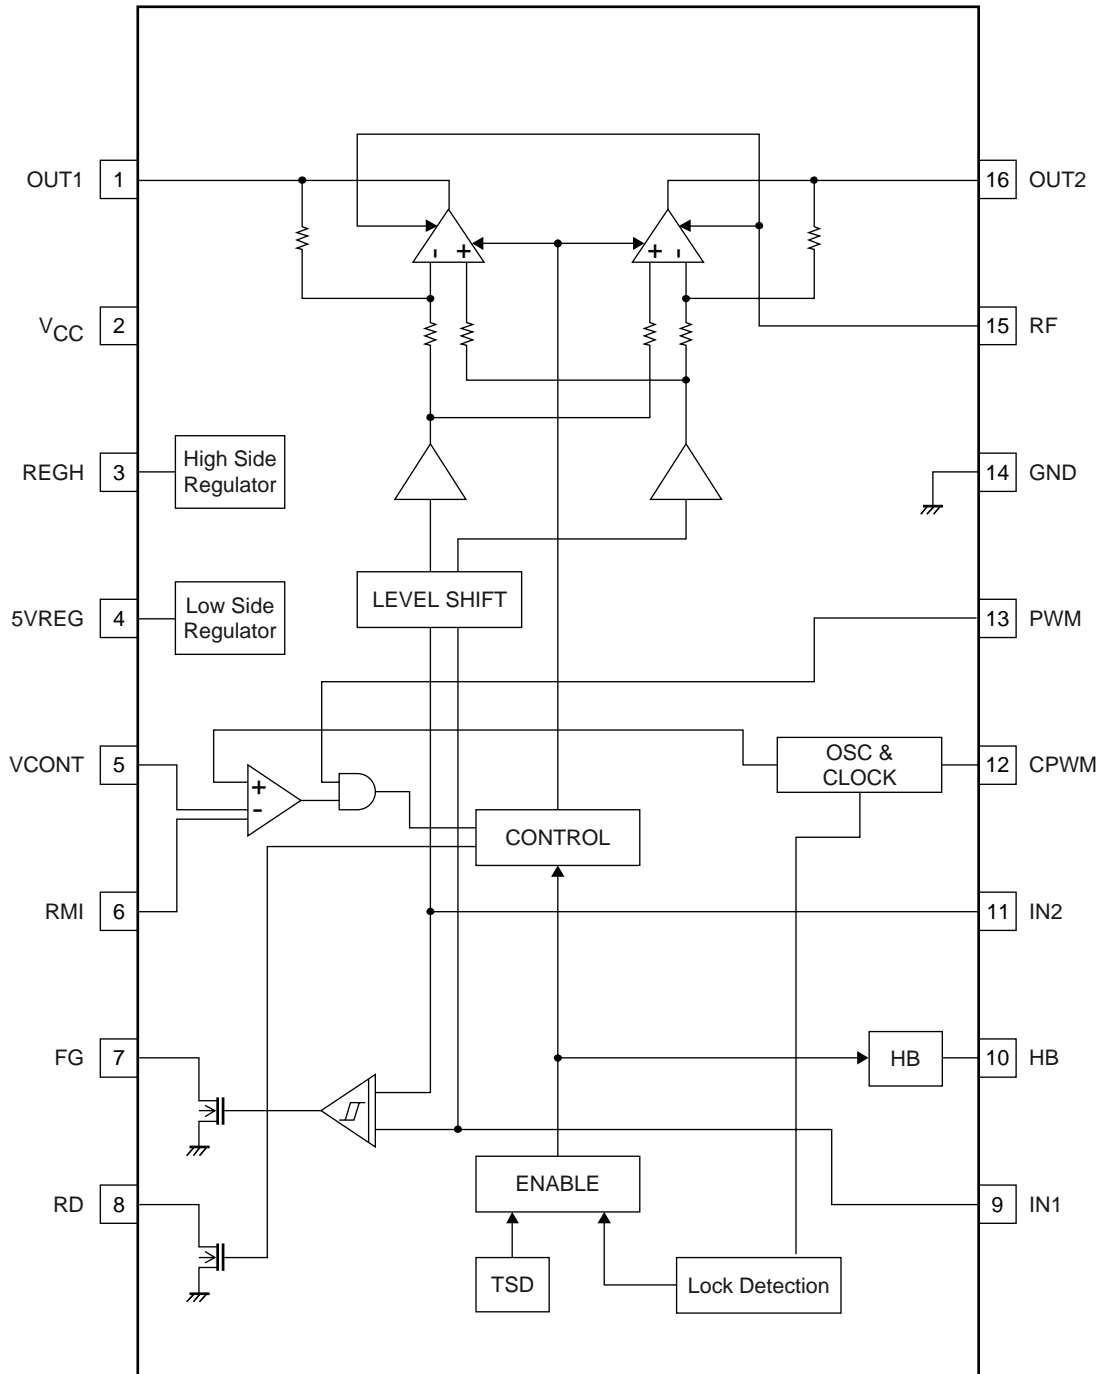 OUT1 1
16 OUT2
- +
+ -
VCC 2
15 RF
REGH 3
High Side
Regulator
14 GND
5VREG 4
Low Side
Regulator
LEVEL SHIFT
13 PWM
VCONT 5
+
-
OSC &
CLOCK
12 CPWM
CONTROL
RMI 6
11 IN2
FG 7
HB
10 HB
RD 8
ENABLE
9 IN1
TSD
Lock Detection